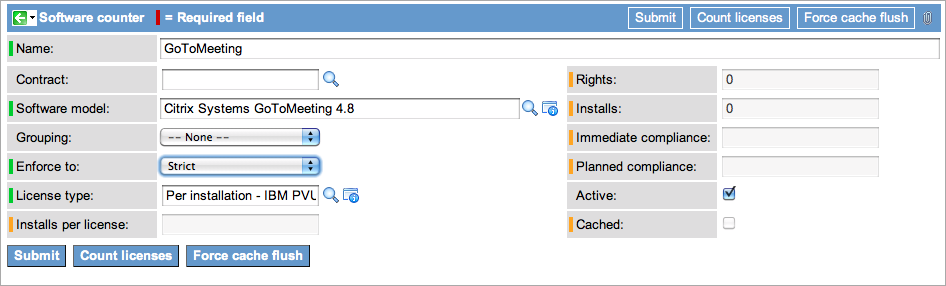 Software counter = Required field Submit Count licenses Force cache flush
Name: GoToMeeting
Contract: Rights: 0
Software model: Citrix Systems GoToMeeting 4.8 Installs: 0
Grouping: -- None -- Immediate compliance:
Enforce to: Strict Planned compliance:
License type: Per installation - IBM PVU Active:
Installs per license: Cached:
Submit Count licenses Force cache flush